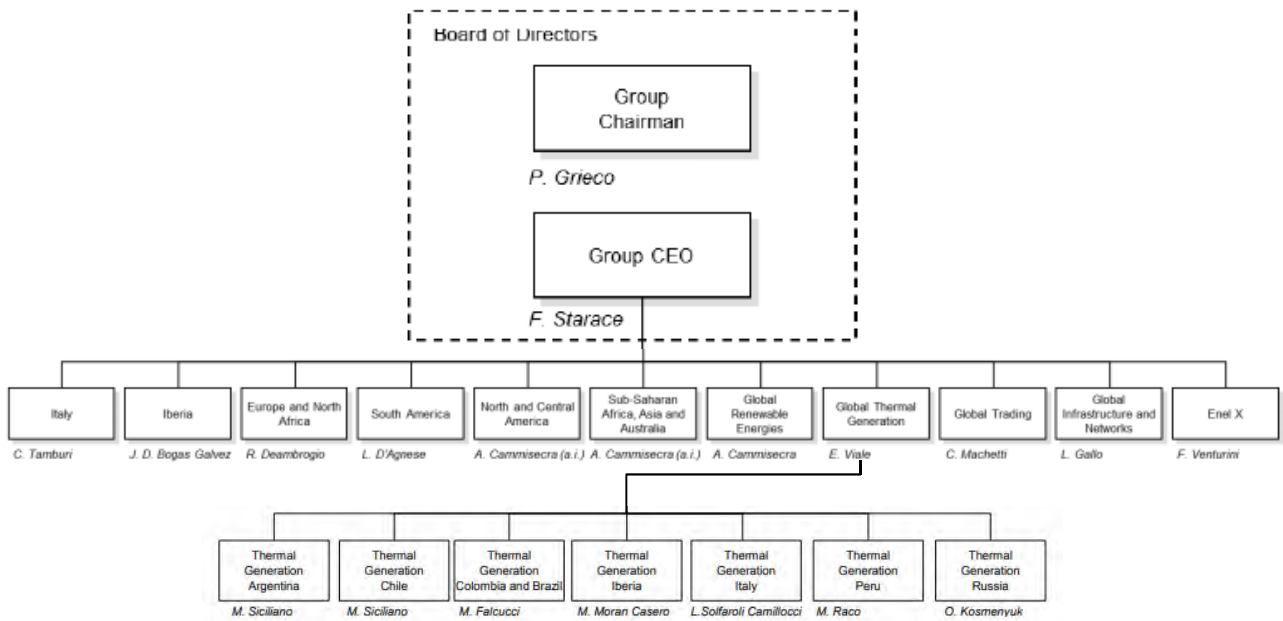 Board of Directors
Group
Chairman
P. Grieco
Group CEO
F. Starace
Italy
C. Tamburi
Iberia
J. D. Bogas Galvez
Europe and North
Africa
R. Deambrogio
South America
L. D'Agnese
North and Central
America
A. Cammisecra (a.i.)
Sub-Saharan
Africa, Asia and
Australia
A. Cammisecra (a.i.)
Global
Renewable
Energies
A. Cammisecra
Global Thermal
Generation
E. Viale
Global Trading
C. Machetti
Global
Infrastructure and
Networks
L. Gallo
Enel X
F. Venturini
Thermal
Generation
Argentina
M. Siciliano
Thermal
Generation
Chile
M. Siciliano
Thermal
Generation
Colombia and Brazil
M. Falcucci
Thermal
Generation
Iberia
M. Moran Casero
Thermal
Generation
Italy
L.Solfaroli Camillocci
Thermal
Generation
Peru
M. Raco
Thermal
Generation
Russia
O. Kosmenyuk